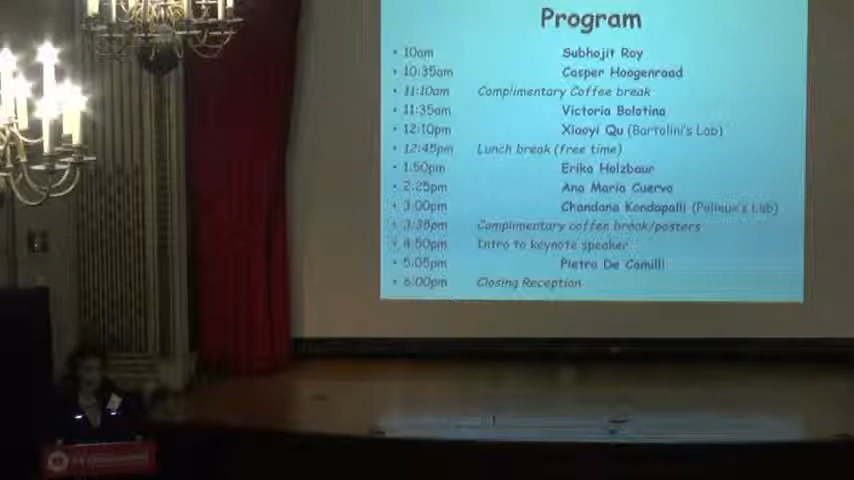 Program
• 10am Subhojit Roy
• 10:35am Casper Hoogenraad
• 11:10am Complimentary Coffee break
• 11:35am Victoria Bolotina
• 12:10pm Xiaoyi Qu (Bartolini's Lab)
• 12:45pm Lunch break (free time)
• 1:50pm Erika Holzbaur
• 2:25pm Ana Maria Cuervo
• 3:00pm Chandana Kondapalli (Polleux's Lab)
• 3:35pm Complimentary coffee break/posters
• 4:50pm Intro to keynote speaker
• 5:05pm Pietro De Camilli
• 6:00pm Closing Reception